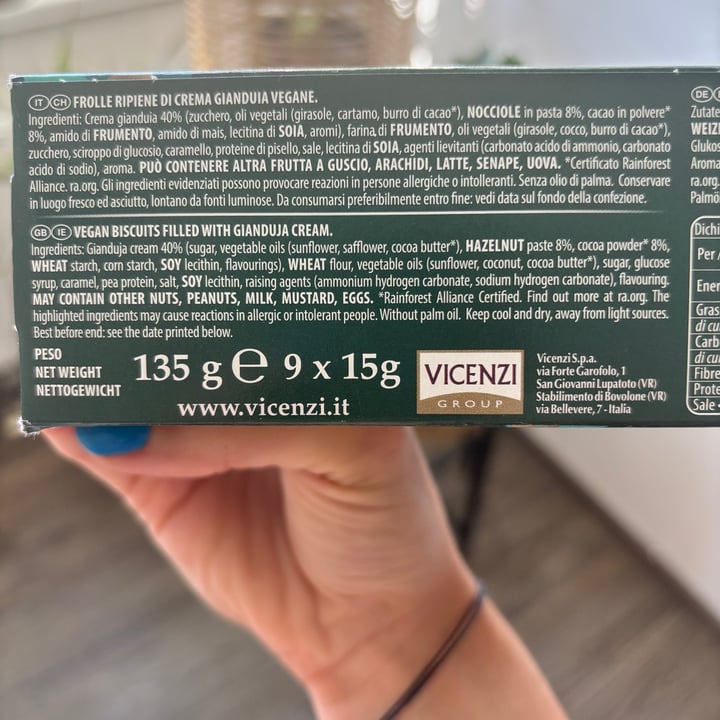 IT CH FROLLE RIPIENE DI CREMA GIANDUIA VEGANE.
Ingredienti: Crema gianduia 40% (zucchero, oli vegetali (girasole, cartamo, burro di cacao*), NOCCIOLE in pasta 8%, cacao in polvere*
8%, amido di FRUMENTO, amido di mais, lecitina di SOIA, aromi), farina di FRUMENTO, oli vegetali (girasole, cocco, burro di cacao*),
zucchero, sciroppo di glucosio, caramello, proteine di pisello, sale, lecitina di SOIA, agenti lievitanti (carbonato acido di ammonio, carbonato
acido di sodio), aroma. PUÒ CONTENERE ALTRA FRUTTA A GUSCIO, ARACHIDI, LATTE, SENAPE, UOVA. *Certificato Rainforest
Alliance. ra.org. Gli ingredienti evidenziati possono provocare reazioni in persone allergiche o intolleranti. Senza olio di palma. Conservare
in luogo fresco ed asciutto, lontano da fonti luminose. Da consumarsi preferibilmente entro fine: vedi data sul fondo della confezione.
GB IE VEGAN BISCUITS FILLED WITH GIANDUJA CREAM.
Ingredients: Gianduja cream 40% (sugar, vegetable oils (sunflower, safflower, cocoa butter*), HAZELNUT paste 8%, cocoa powder* 8%,
WHEAT starch, corn starch, SOY lecithin, flavourings), WHEAT flour, vegetable oils (sunflower, coconut, cocoa butter*), sugar, glucose
syrup, caramel, pea protein, salt, SOY lecithin, raising agents (ammonium hydrogen carbonate, sodium hydrogen carbonate), flavouring.
MAY CONTAIN OTHER NUTS, PEANUTS, MILK, MUSTARD, EGGS. *Rainforest Alliance Certified. Find out more at ra.org. The
highlighted ingredients may cause reactions in allergic or intolerant people. Without palm oil. Keep cool and dry, away from light sources.
Best before end: see the date printed below.
PESO
NET WEIGHT
NETTOGEWICHT
135 g ℮ 9 x 15g
www.vicenzi.it
VICENZI
GROUP
Vicenzi S.p.a.
via Forte Garofolo, 1
San Giovanni Lupatoto (VR)
Stabilimento di Bovolone (VR)
via Bellevere, 7 - Italia
DE
Zutate
WEIZ
Glukos
Aroma
ra.org.
Palmö
Dichi
Per
Ener
Gras
di cu
Carb
di cu
Fibre
Prote
Sale